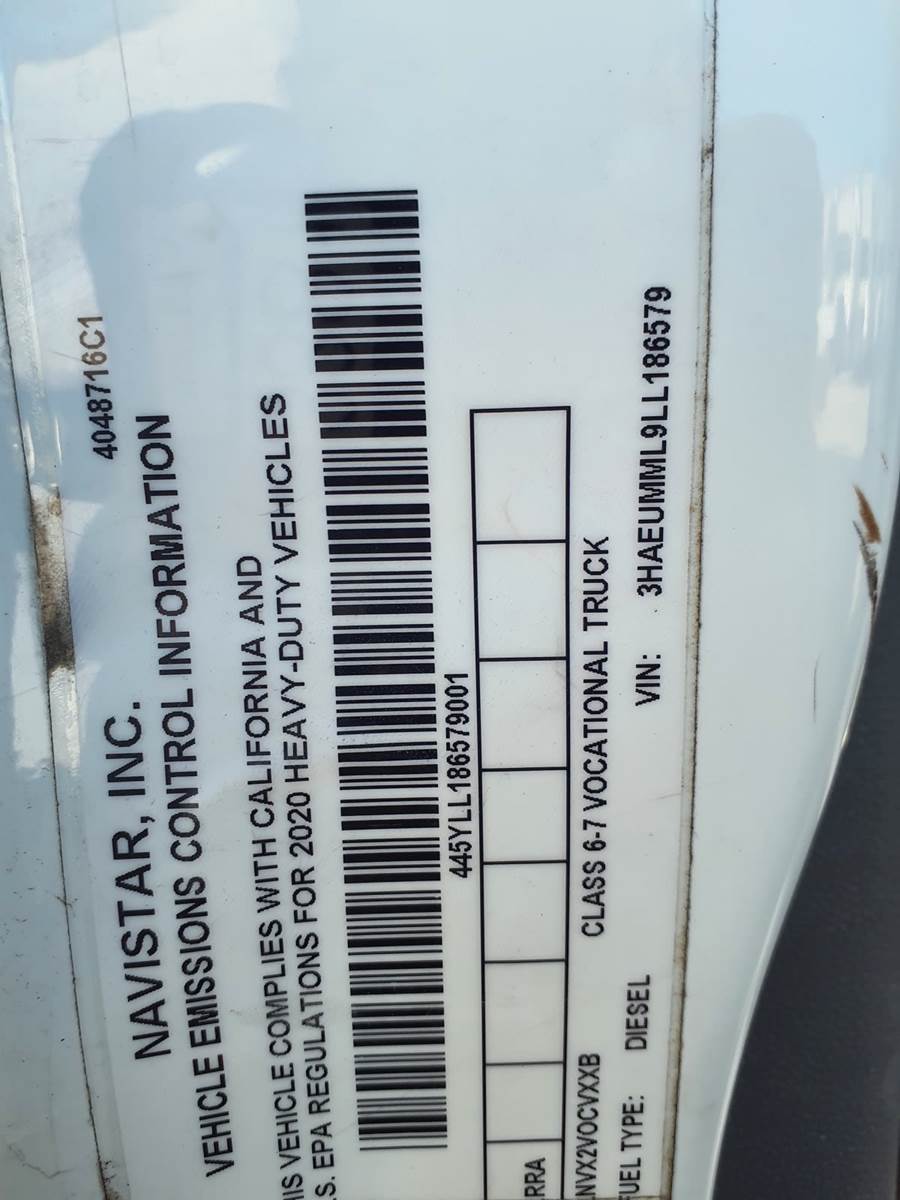 4048716C1
NAVISTAR, INC.
VEHICLE EMISSIONS CONTROL INFORMATION
IS VEHICLE COMPLIES WITH CALIFORNIA AND
.S. EPA REGULATIONS FOR 2020 HEAVY-DUTY VEHICLES
445YLL186579001
RRA
NVX2VOCVXXB CLASS 6-7 VOCATIONAL TRUCK
FUEL TYPE: DIESEL VIN: 3HAEUMML9LL186579